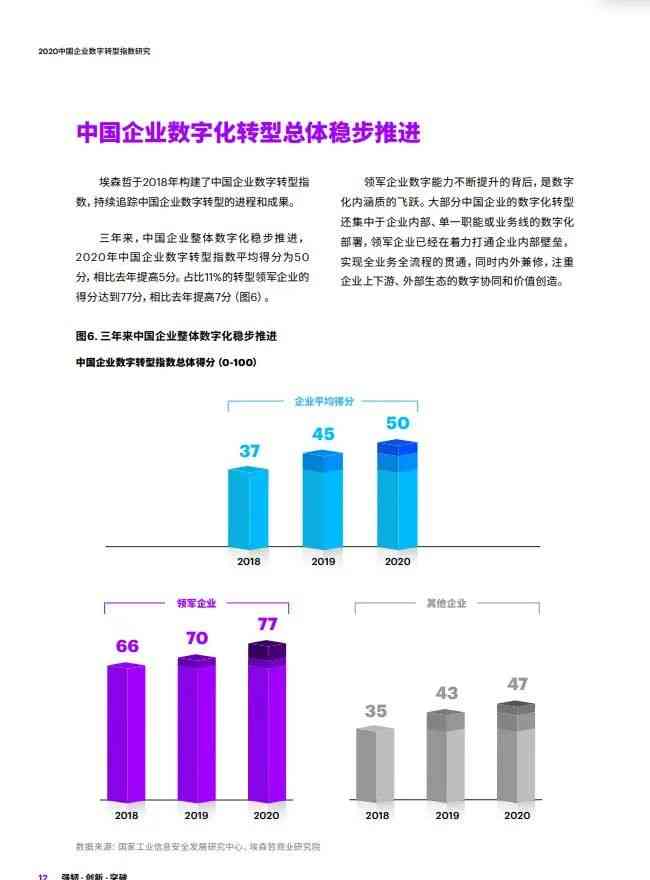 2020中国企业数字转型指数研究
中国企业数字化转型总体稳步推进
埃森哲于2018年构建了中国企业数字转型指
数，持续追踪中国企业数字转型的进程和成果。
三年来，中国企业整体数字化稳步推进，
2020年中国企业数字转型指数平均得分为50
分，相比去年提高5分。占比11%的转型领军企业的
得分达到77分，相比去年提高7分（图6）。
领军企业数字能力不断提升的背后，是数字
化内涵质的飞跃。大部分中国企业的数字化转型
还集中于企业内部、单一职能或业务线的数字化
部署，领军企业已经在着力打通企业内部壁垒，
实现全业务全流程的贯通，同时内外兼修，注重
企业上下游、外部生态的数字协同和价值创造。
图6. 三年来中国企业整体数字化稳步推进
中国企业数字转型指数总体得分（0-100）
企业平均得分
37
45
50
2018
2019
2020
领军企业
66
70
77
2018
2019
2020
其他企业
35
43
47
2018
2019
2020
数据来源：国家工业信息安全发展研究中心、埃森哲商业研究院
12 强韧·创新·突破